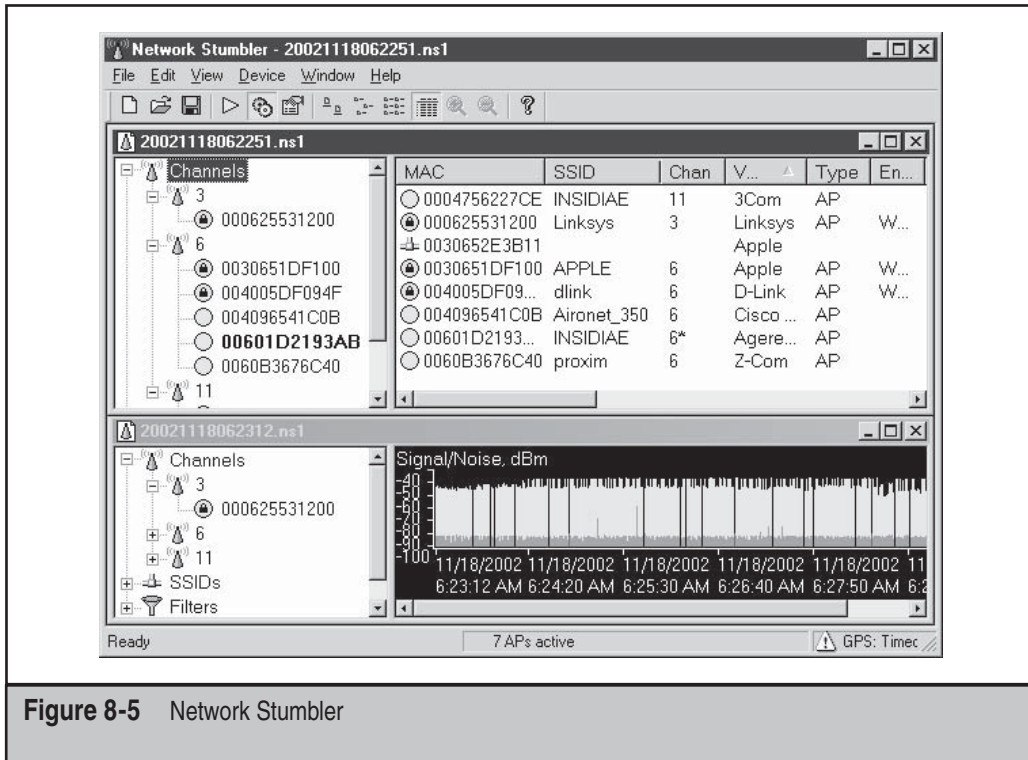 Network Stumbler - 20021118062251.ns1
File Edit View Device Window Help
20021118062251.ns1
Channels
3
000625531200
6
0030651DF100
004005DF094F
004096541C0B
00601D2193AB
0060B3676C40
11
MAC SSID Chan V... Type En...
0004756227CE INSIDIAE 11 3Com AP
000625531200 Linksys 3 Linksys AP W...
0030652E3B11 Apple
0030651DF100 APPLE 6 Apple AP W...
004005DF09... dlink 6 D-Link AP W...
004096541C0B Aironet_350 6 Cisco ... AP
00601D2193... INSIDIAE 6* Agere... AP
0060B3676C40 proxim 6 Z-Com AP
20021118062312.ns1
Channels
3
000625531200
6
11
SSIDs
Filters
Signal/Noise, dBm
-40
-50
-60
-70
-80
-90
-100
11/18/2002 11/18/2002 11/18/2002 11/18/2002 11/18/2002 11
6:23:12 AM 6:24:20 AM 6:25:30 AM 6:26:40 AM 6:27:50 AM 6:2
Ready 7 APs active GPS: Timec
Figure 8-5 Network Stumbler